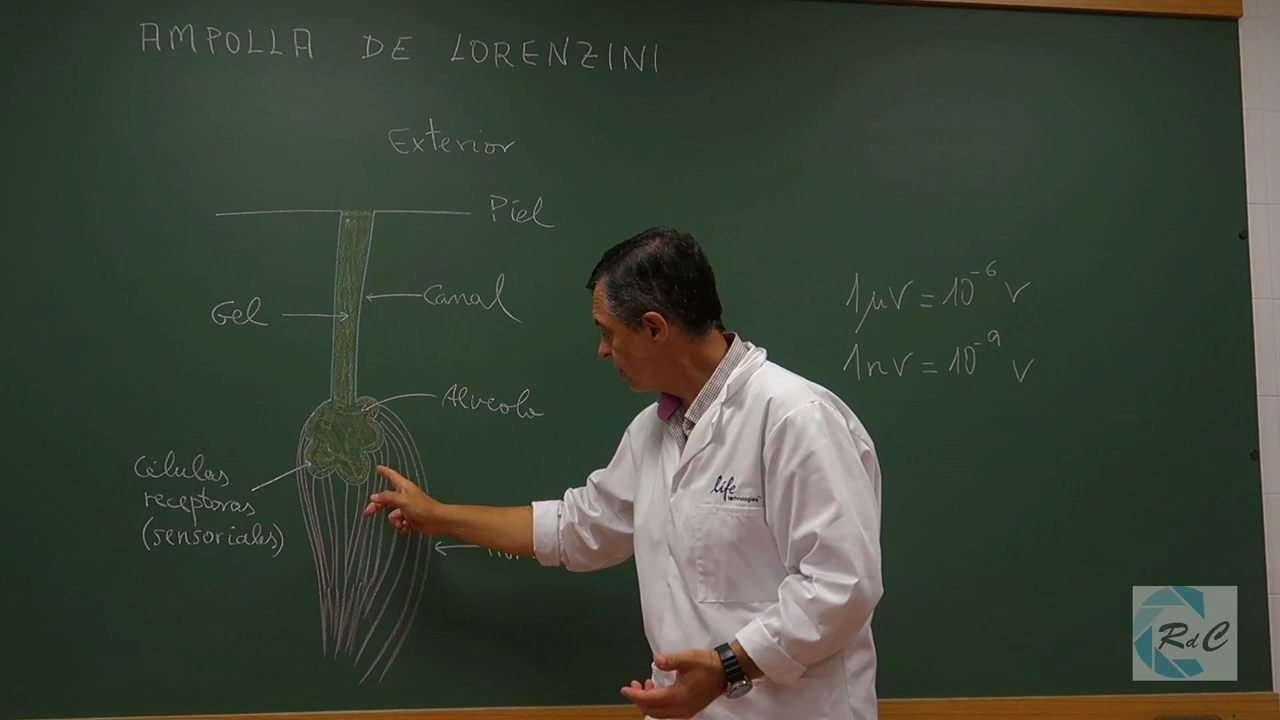 AMPOLLA DE LORENZINI
Exterior
Piel
Gel
Canal
Alveolo
Células
receptoras
(sensoriales)
1μV = 10⁻⁶ V
1nV = 10⁻⁹ V
life
technologies™
RdC